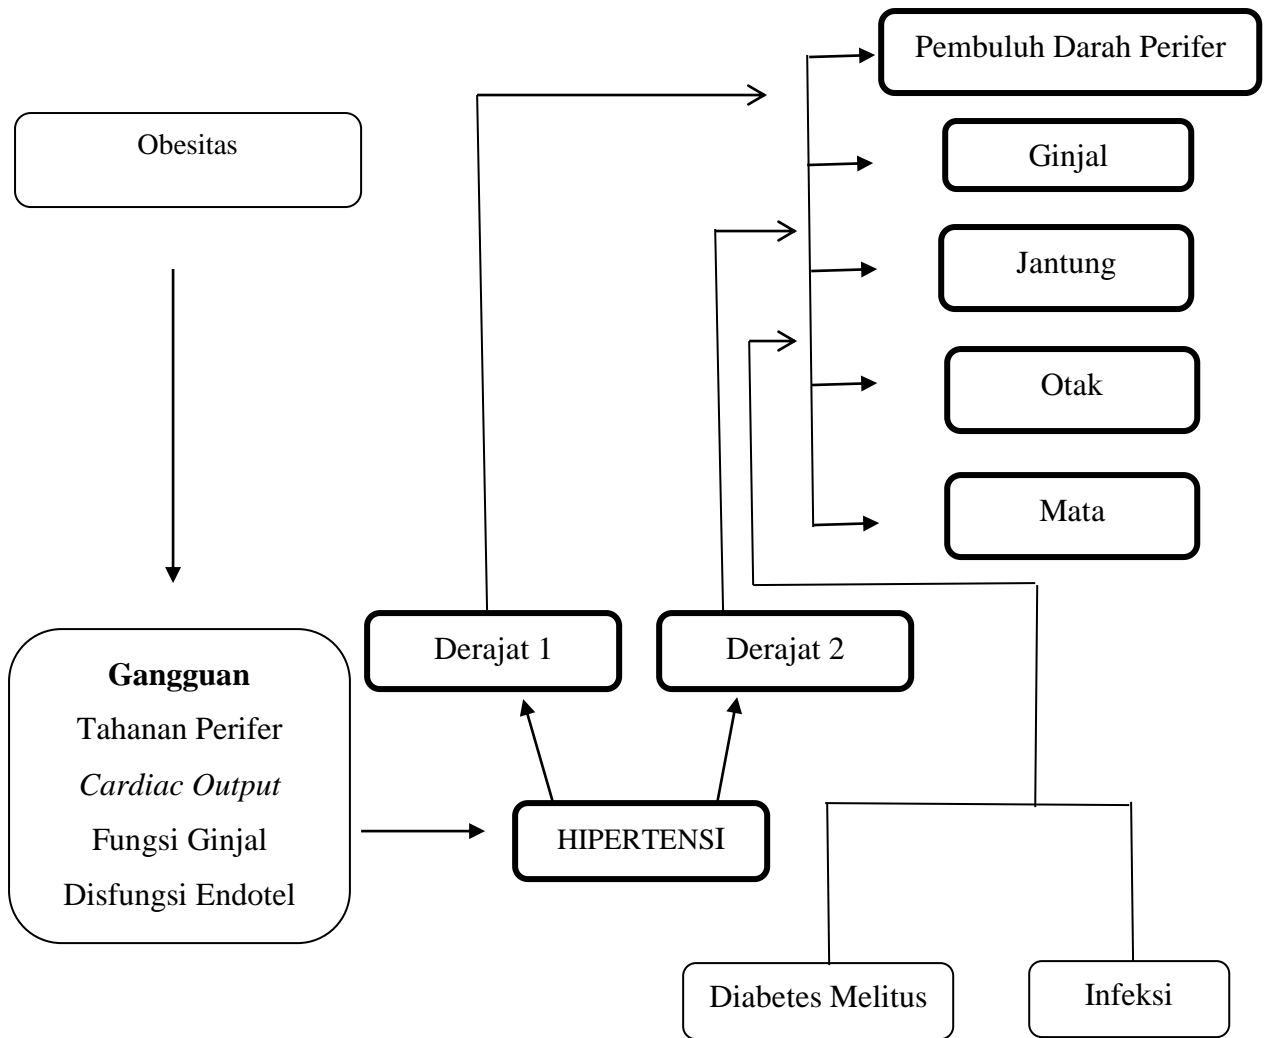 Pembuluh Darah Perifer
Obesitas
Ginjal
Jantung
Otak
Mata
Derajat 1
Derajat 2
Gangguan
Tahanan Perifer
Cardiac Output
Fungsi Ginjal
Disfungsi Endotel
HIPERTENSI
Diabetes Melitus
Infeksi